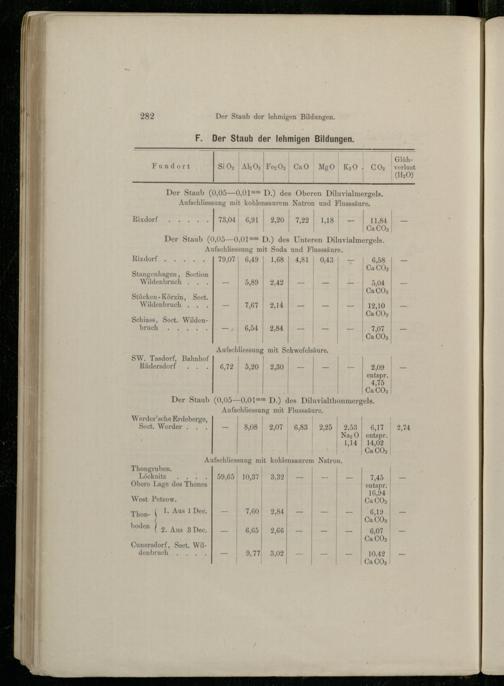 282 Der Staub der lehmigen Bildungen.
F. Der Staub der lehmigen Bildungen.
Fundort SiO₂ Al₂O₃ Fe₂O₃ CaO MgO K₂O CO₂ Glüh-verlust (H₂O)
Der Staub (0,05—0,01mm D.) des Oberen Diluvialmergels.
Aufschliessung mit kohlensaurem Natron und Flusssäure.
Rixdorf . . . . . 73,04 6,91 2,20 7,22 1,18 — 11,84 —
CaCO₃
Der Staub (0,05—0,01mm D.) des Unteren Diluvialmergels.
Aufschliessung mit Soda und Flusssäure.
Rixdorf . . . . . 79,07 6,49 1,68 4,81 0,43 — 6,58 —
CaCO₃
Stangenhagen, Section
Wildenbruch . . . — 5,89 2,42 — — — 5,04 —
CaCO₃
Stücken-Körzin, Sect.
Wildenbruch . . . — 7,67 2,14 — — — 12,10 —
CaCO₃
Schiass, Sect. Wilden-
bruch . . . . . — 6,54 2,84 — — — 7,07 —
CaCO₃
Aufschliessung mit Schwefelsäure.
SW. Tasdorf, Bahnhof
Rüdersdorf . . . 6,72 5,20 2,30 — — — 2,09 —
entspr.
4,75
CaCO₃
Der Staub (0,05—0,01mm D.) des Diluvialthonmergels.
Aufschliessung mit Flusssäure.
Werder'sche Erdeberge,
Sect. Werder . . . — 8,08 2,07 6,83 2,25 2,53 6,17 2,74
Na₂O entspr.
1,14 14,02
CaCO₃
Aufschliessung mit kohlensaurem Natron.
Thongruben.
Löcknitz . . . . 59,65 10,37 3,32 — — — 7,45 —
Obere Lage des Thones entspr.
16,94
West Petzow. CaCO₃
Thon- { 1. Aus 1 Dec. — 7,60 2,84 — — — 6,19 —
CaCO₃
boden { 2. Aus 3 Dec. — 6,65 2,66 — — — 6,07 —
CaCO₃
Cunersdorf, Sect. Wil-
denbruch . . . . — 9,77 3,02 — — — 10,42 —
CaCO₃